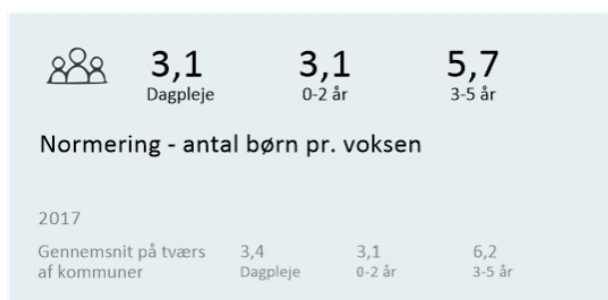 3,1 3,1 5,7
Dagpleje 0-2 år 3-5 år
Normering - antal børn pr. voksen
2017
Gennemsnit på tværs 3,4 3,1 6,2
af kommuner Dagpleje 0-2 år 3-5 år